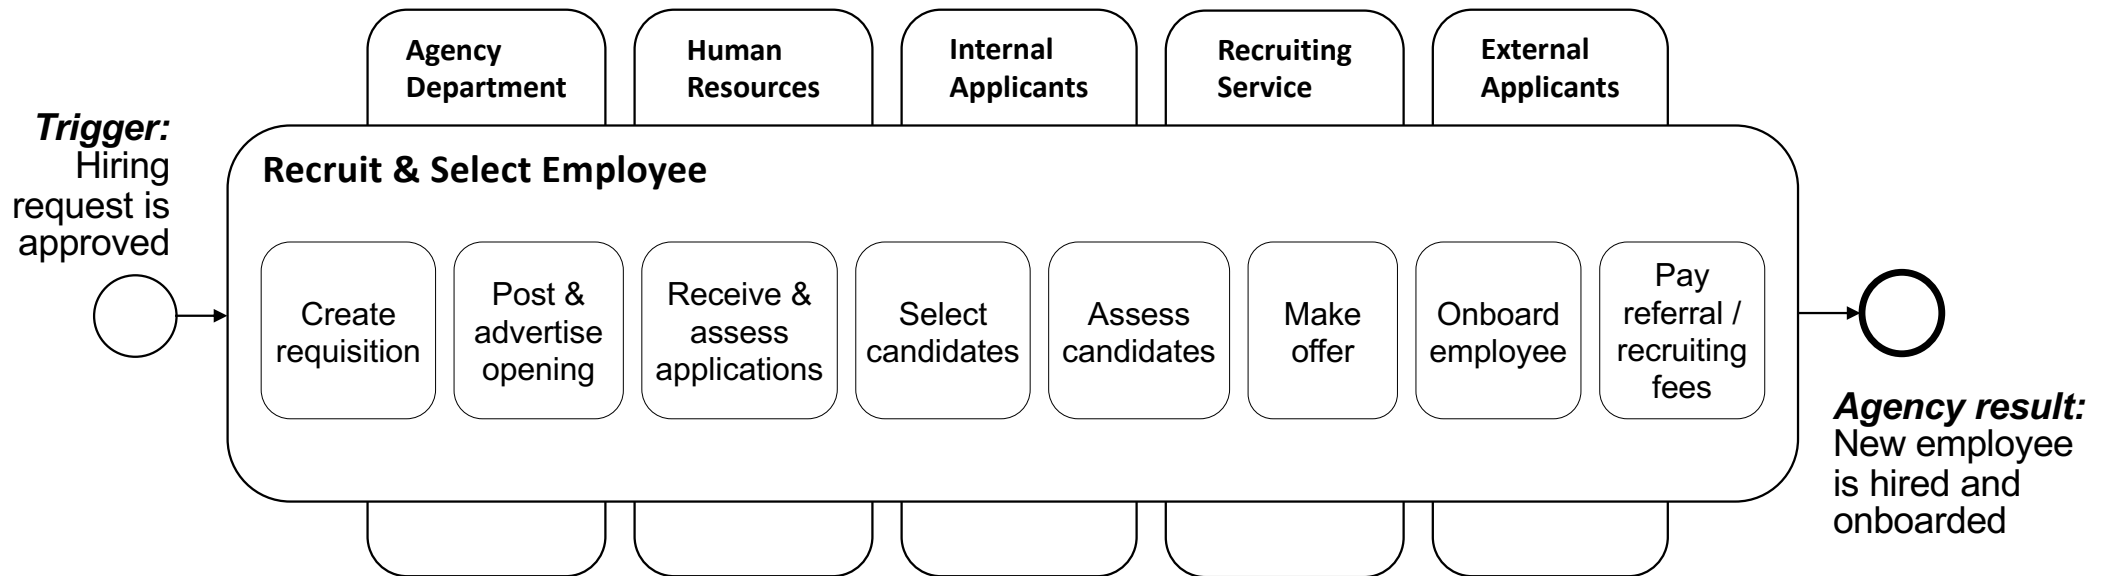 Agency
Department
Human
Resources
Internal
Applicants
Recruiting
Service
External
Applicants
Trigger:
Hiring
request is
approved
Recruit & Select Employee
Create
requisition
Post &
advertise
opening
Receive &
assess
applications
Select
candidates
Assess
candidates
Make
offer
Onboard
employee
Pay
referral /
recruiting
fees
Agency result:
New employee
is hired and
onboarded